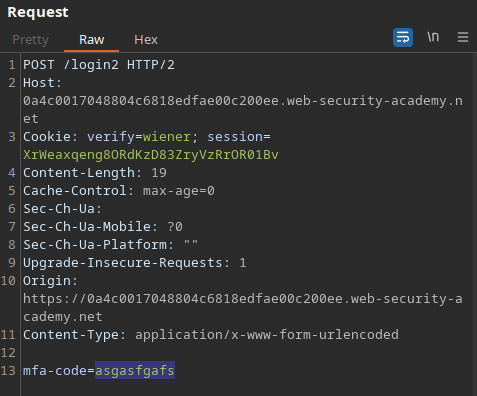 Request
Pretty Raw Hex \n
1 POST /login2 HTTP/2
2 Host:
0a4c0017048804c6818edfae00c200ee.web-security-academy.n
et
3 Cookie: verify=wiener; session=
XrWeaxqeng8ORdKzD83ZryVzRrOR01Bv
4 Content-Length: 19
5 Cache-Control: max-age=0
6 Sec-Ch-Ua:
7 Sec-Ch-Ua-Mobile: ?0
8 Sec-Ch-Ua-Platform: ""
9 Upgrade-Insecure-Requests: 1
10 Origin:
https://0a4c0017048804c6818edfae00c200ee.web-security-a
cademy.net
11 Content-Type: application/x-www-form-urlencoded
12
13 mfa-code=asgasfgafs